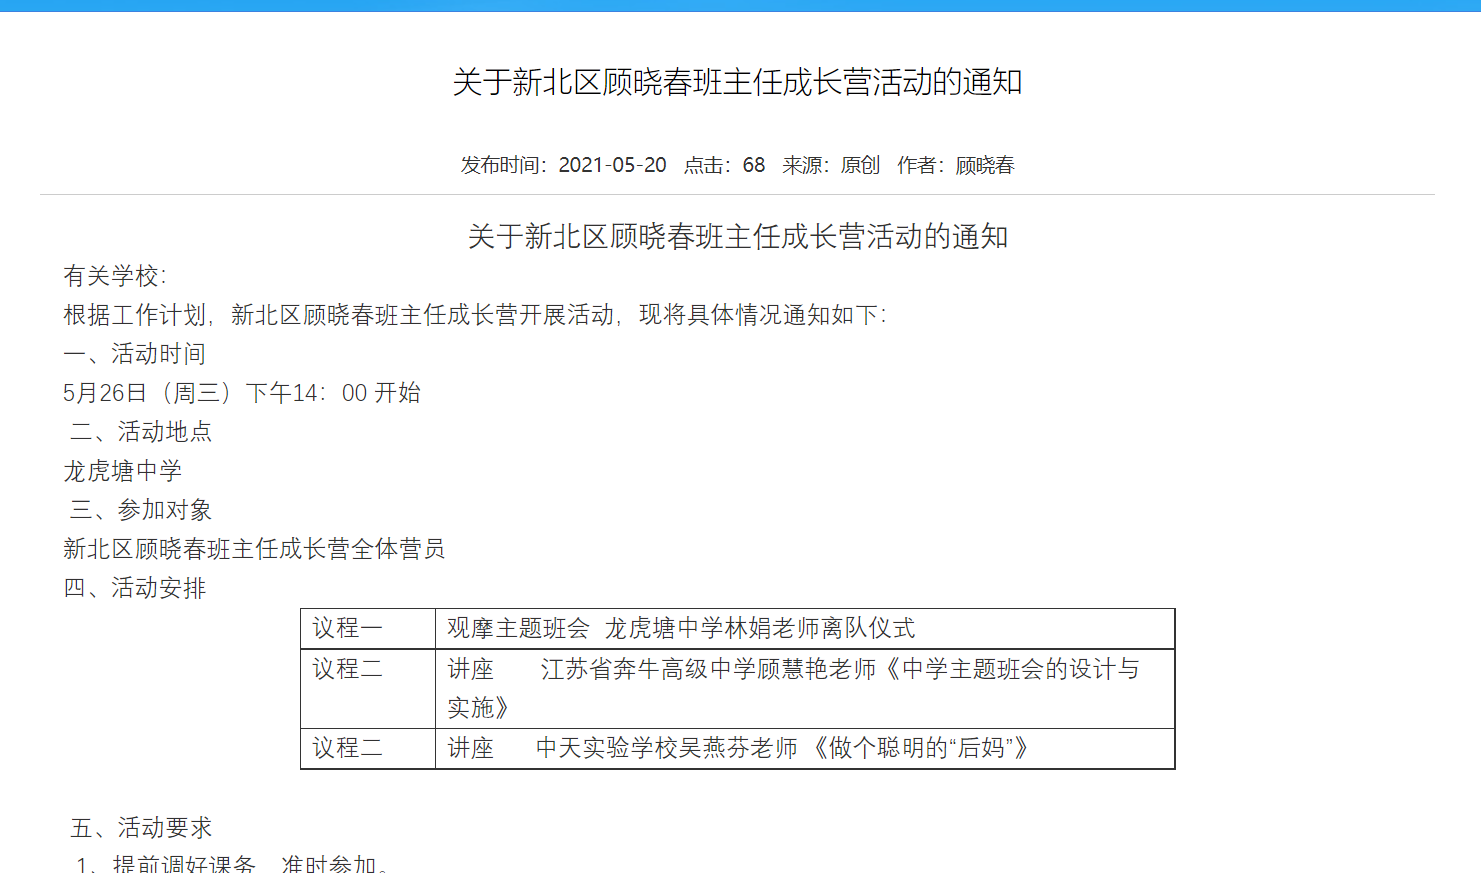 关于新北区顾晓春班主任成长营活动的通知
发布时间：2021-05-20 点击：68 来源：原创 作者：顾晓春
关于新北区顾晓春班主任成长营活动的通知
有关学校：
根据工作计划，新北区顾晓春班主任成长营开展活动，现将具体情况通知如下：
一、活动时间
5月26日（周三）下午14：00 开始
二、活动地点
龙虎塘中学
三、参加对象
新北区顾晓春班主任成长营全体营员
四、活动安排
议程一 观摩主题班会 龙虎塘中学林娟老师离队仪式
议程二 讲座 江苏省奔牛高级中学顾慧艳老师《中学主题班会的设计与
实施》
议程二 讲座 中天实验学校吴燕芬老师 《做个聪明的“后妈”》
五、活动要求
1、提前调好课务，准时参加。